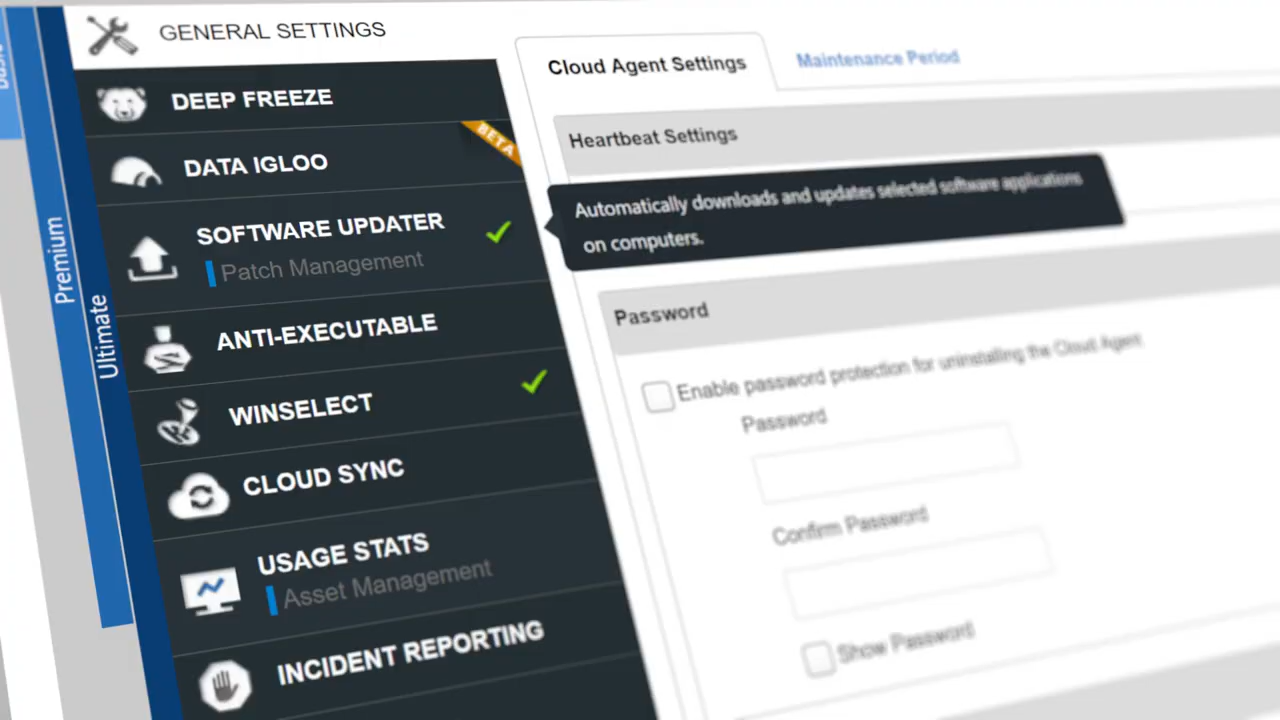 GENERAL SETTINGS
DEEP FREEZE
DATA IGLOO
BETA
SOFTWARE UPDATER
Patch Management
ANTI-EXECUTABLE
WINSELECT
CLOUD SYNC
USAGE STATS
Asset Management
INCIDENT REPORTING
Premium
Ultimate
Cloud Agent Settings
Maintenance Period
Heartbeat Settings
Automatically downloads and updates selected software applications
on computers.
Password
Enable password protection for uninstalling the Cloud Agent
Password
Confirm Password
Show Password